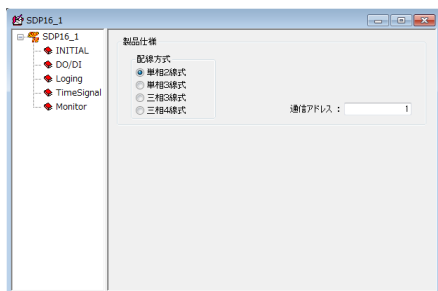 SDP16_1
SDP16_1
INITIAL
DO/DI
Loging
TimeSignal
Monitor
製品仕様
配線方式
単相2線式
単相3線式
三相3線式
三相4線式
通信アドレス : 1